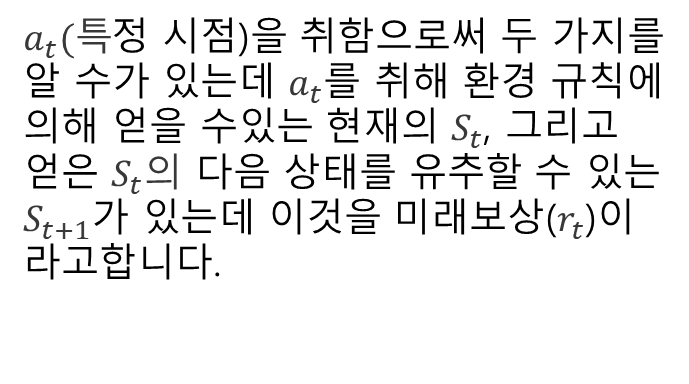 a_t(특정 시점)을 취함으로써 두 가지를
알 수가 있는데 a_t를 취해 환경 규칙에
의해 얻을 수있는 현재의 S_t, 그리고
얻은 S_t의 다음 상태를 유추할 수 있는
S_{t+1}가 있는데 이것을 미래보상(r_t)이
라고합니다.